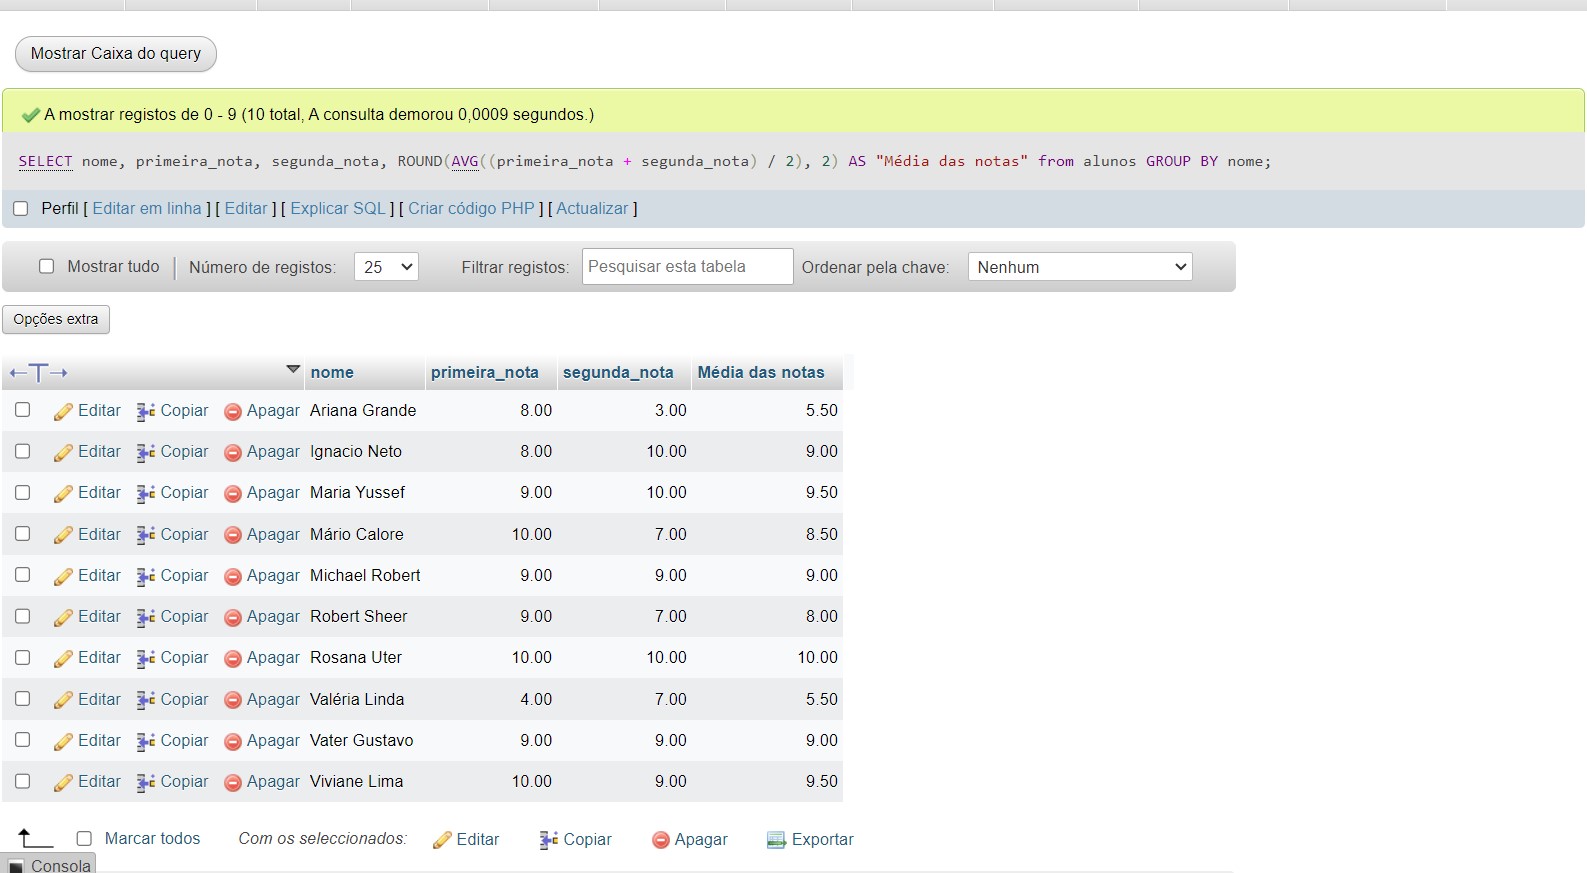 Mostrar Caixa do query
A mostrar registos de 0 - 9 (10 total, A consulta demorou 0,0009 segundos.)
SELECT nome, primeira_nota, segunda_nota, ROUND(AVG((primeira_nota + segunda_nota) / 2), 2) AS "Média das notas" from alunos GROUP BY nome;
Perfil [ Editar em linha ] [ Editar ] [ Explicar SQL ] [ Criar código PHP ] [ Actualizar ]
Mostrar tudo Número de registos: 25 Filtrar registos: Pesquisar esta tabela Ordenar pela chave: Nenhum
Opções extra
←T→ nome primeira_nota segunda_nota Média das notas
Editar Copiar Apagar Ariana Grande 8.00 3.00 5.50
Editar Copiar Apagar Ignacio Neto 8.00 10.00 9.00
Editar Copiar Apagar Maria Yussef 9.00 10.00 9.50
Editar Copiar Apagar Mário Calore 10.00 7.00 8.50
Editar Copiar Apagar Michael Robert 9.00 9.00 9.00
Editar Copiar Apagar Robert Sheer 9.00 7.00 8.00
Editar Copiar Apagar Rosana Uter 10.00 10.00 10.00
Editar Copiar Apagar Valéria Linda 4.00 7.00 5.50
Editar Copiar Apagar Vater Gustavo 9.00 9.00 9.00
Editar Copiar Apagar Viviane Lima 10.00 9.00 9.50
Marcar todos Com os seleccionados: Editar Copiar Apagar Exportar
Consola